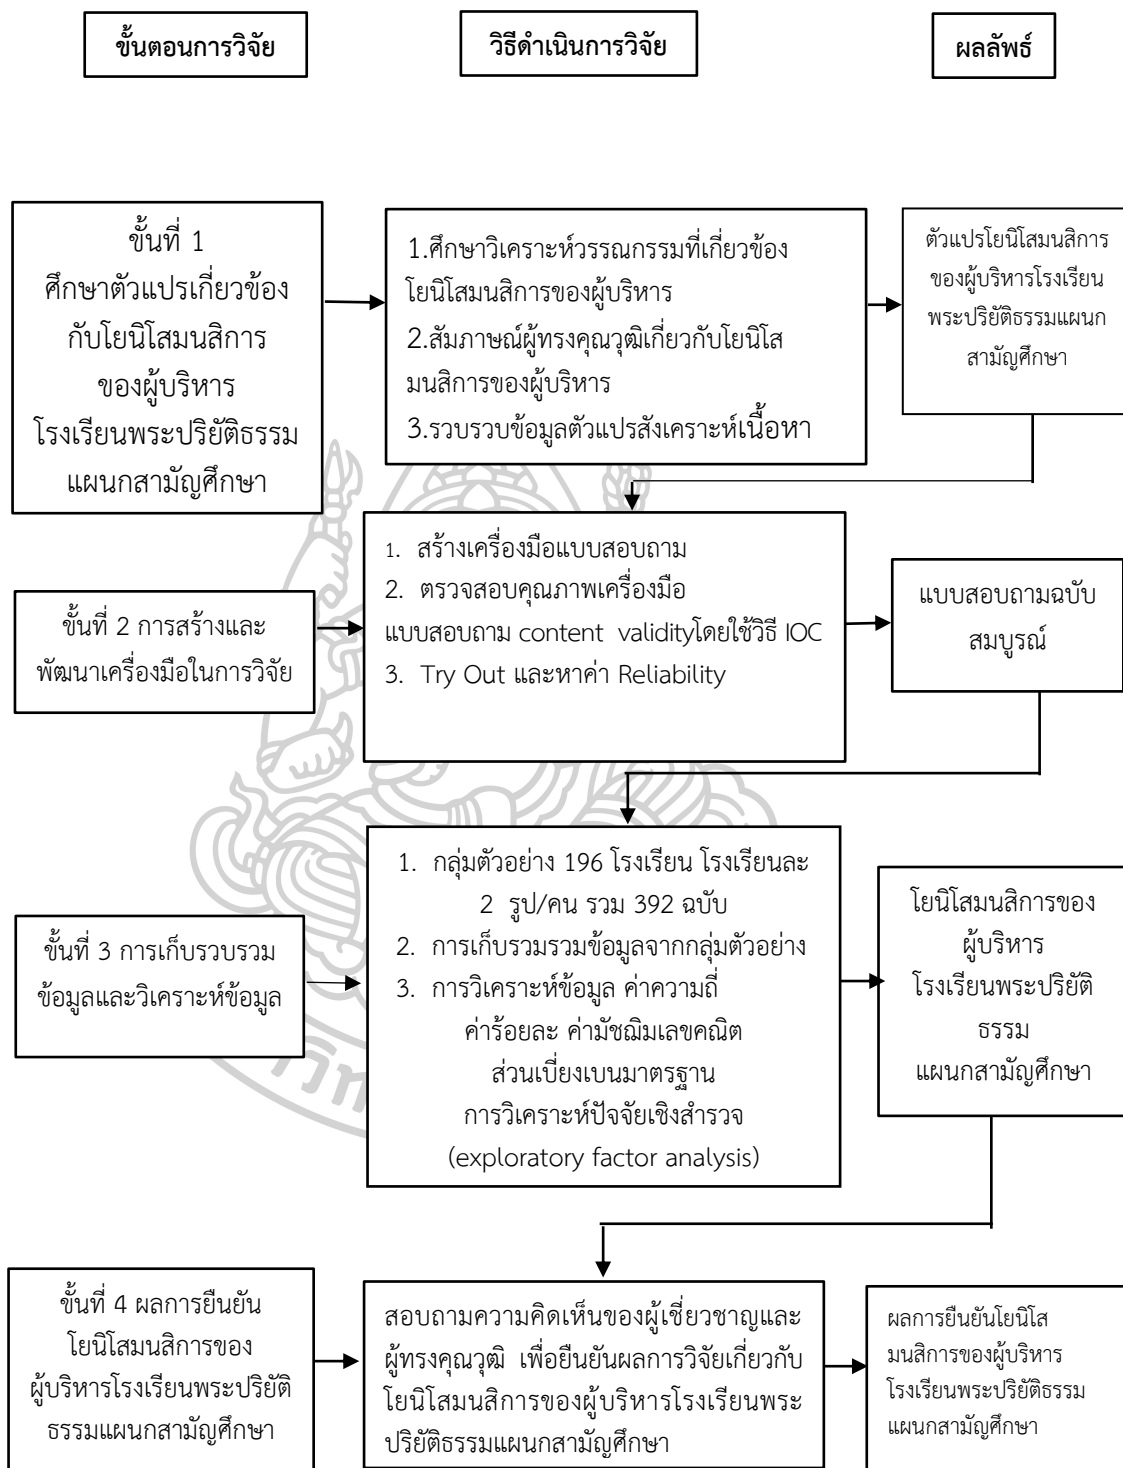 ขั้นตอนการวิจัย
วิธีดำเนินการวิจัย
ผลลัพธ์
ขั้นที่ 1
ศึกษาตัวแปรเกี่ยวข้อง
กับโยนิโสมนสิการ
ของผู้บริหาร
โรงเรียนพระปริยัติธรรม
แผนกสามัญศึกษา
1.ศึกษาวิเคราะห์วรรณกรรมที่เกี่ยวข้อง
โยนิโสมนสิการของผู้บริหาร
2.สัมภาษณ์ผู้ทรงคุณวุฒิเกี่ยวกับโยนิโส
มนสิการของผู้บริหาร
3.รวบรวบข้อมูลตัวแปรสังเคราะห์เนื้อหา
ตัวแปรโยนิโสมนสิการ
ของผู้บริหารโรงเรียน
พระปริยัติธรรมแผนก
สามัญศึกษา
ขั้นที่ 2 การสร้างและ
พัฒนาเครื่องมือในการวิจัย
1. สร้างเครื่องมือแบบสอบถาม
2. ตรวจสอบคุณภาพเครื่องมือ
แบบสอบถาม content validityโดยใช้วิธี IOC
3. Try Out และหาค่า Reliability
แบบสอบถามฉบับ
สมบูรณ์
ขั้นที่ 3 การเก็บรวบรวม
ข้อมูลและวิเคราะห์ข้อมูล
1. กลุ่มตัวอย่าง 196 โรงเรียน โรงเรียนละ
2 รูป/คน รวม 392 ฉบับ
2. การเก็บรวมรวมข้อมูลจากกลุ่มตัวอย่าง
3. การวิเคราะห์ข้อมูล ค่าความถี่
ค่าร้อยละ ค่ามัชฌิมเลขคณิต
ส่วนเบี่ยงเบนมาตรฐาน
การวิเคราะห์ปัจจัยเชิงสำรวจ
(exploratory factor analysis)
โยนิโสมนสิการของ
ผู้บริหาร
โรงเรียนพระปริยัติ
ธรรม
แผนกสามัญศึกษา
ขั้นที่ 4 ผลการยืนยัน
โยนิโสมนสิการของ
ผู้บริหารโรงเรียนพระปริยัติ
ธรรมแผนกสามัญศึกษา
สอบถามความคิดเห็นของผู้เชี่ยวชาญและ
ผู้ทรงคุณวุฒิ เพื่อยืนยันผลการวิจัยเกี่ยวกับ
โยนิโสมนสิการของผู้บริหารโรงเรียนพระ
ปริยัติธรรมแผนกสามัญศึกษา
ผลการยืนยันโยนิโส
มนสิการของผู้บริหาร
โรงเรียนพระปริยัติธรรม
แผนกสามัญศึกษา